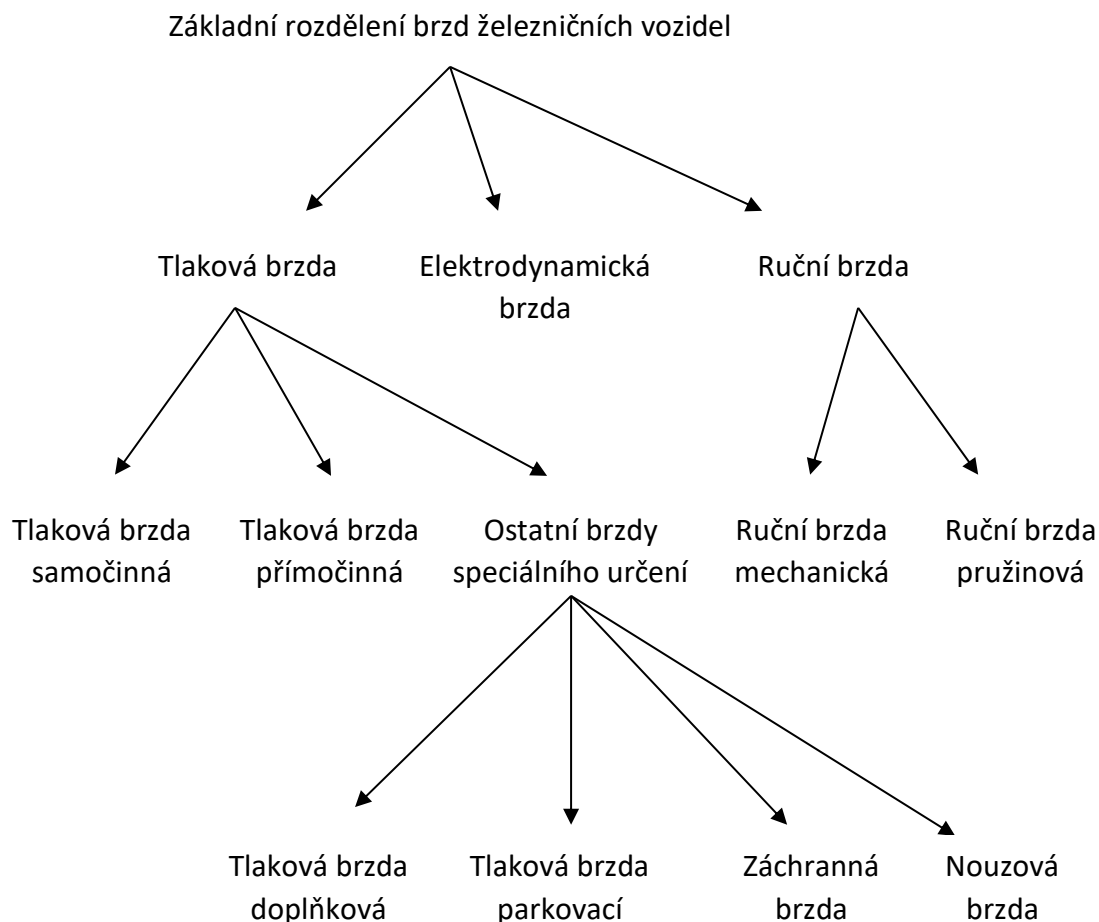 Základní rozdělení brzd železničních vozidel
Tlaková brzda
Elektrodynamická
brzda
Ruční brzda
Tlaková brzda
samočinná
Tlaková brzda
přímočinná
Ostatní brzdy
speciálního určení
Ruční brzda
mechanická
Ruční brzda
pružinová
Tlaková brzda
doplňková
Tlaková brzda
parkovací
Záchranná
brzda
Nouzová
brzda